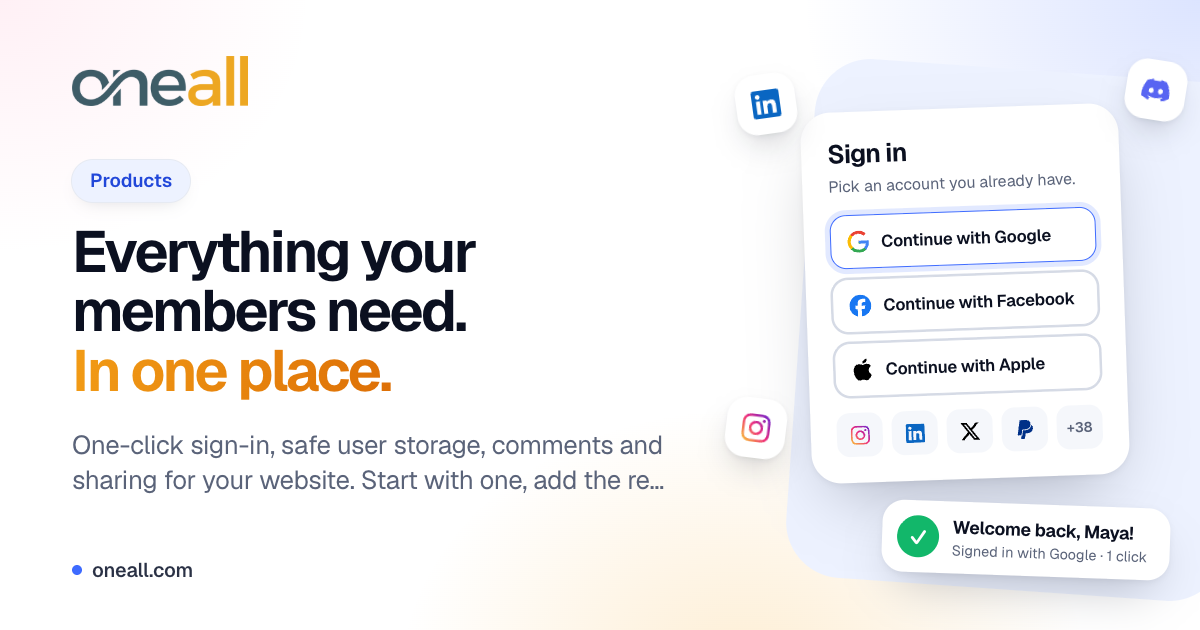 oneall
Products
Everything your
members need.
In one place.
One-click sign-in, safe user storage, comments and
sharing for your website. Start with one, add the re...
oneall.com
in
Sign in
Pick an account you already have.
Continue with Google
Continue with Facebook
Continue with Apple
in
+38
Welcome back, Maya!
Signed in with Google · 1 click